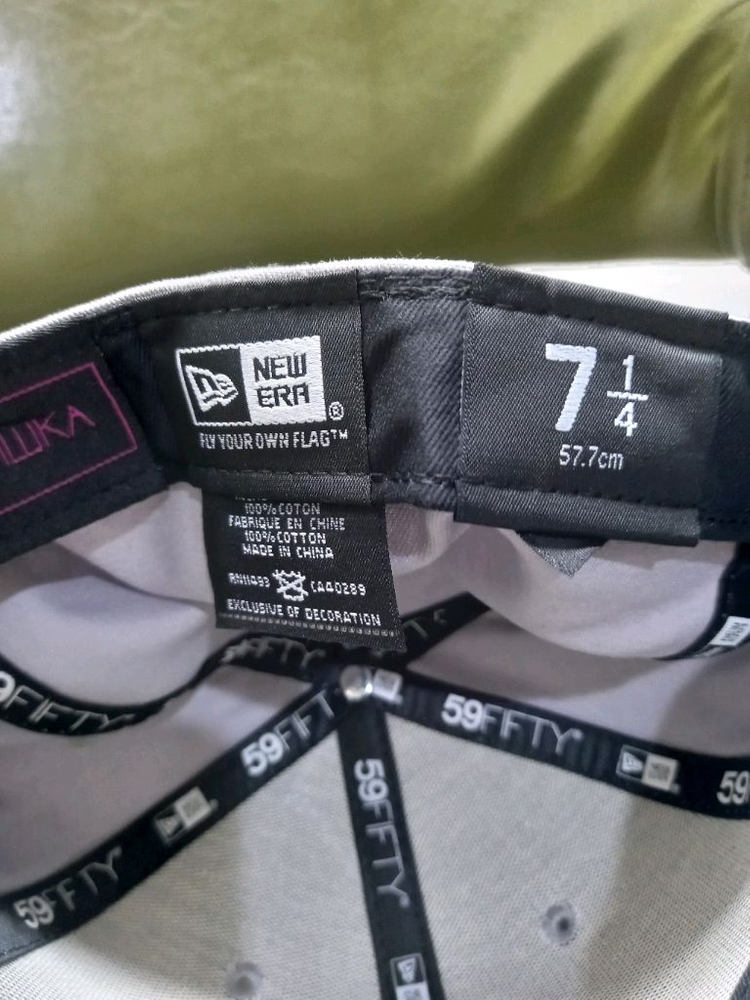 NEW
ERA
®
FLY YOUR OWN FLAG™
7 1/4
57.7cm
100% COTON
FABRIQUE EN CHINE
100% COTTON
MADE IN CHINA
RN11493 CA40289
EXCLUSIVE OF DECORATION
59FIFTY
59FIFTY
59FIFTY
59FIFTY
59